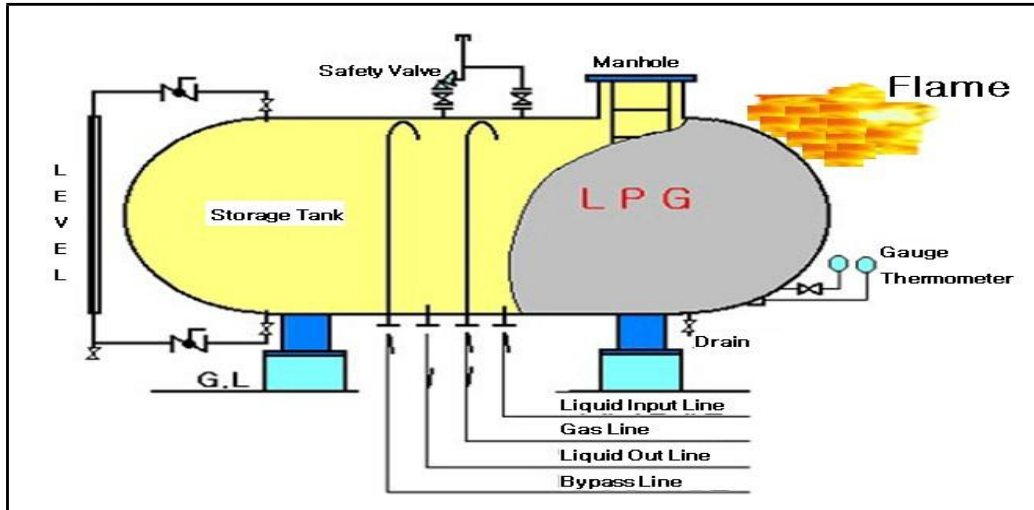 Safety Valve
Manhole
Flame
LEVEL
Storage Tank
LPG
Gauge
Thermometer
Drain
G.L
Liquid Input Line
Gas Line
Liquid Out Line
Bypass Line